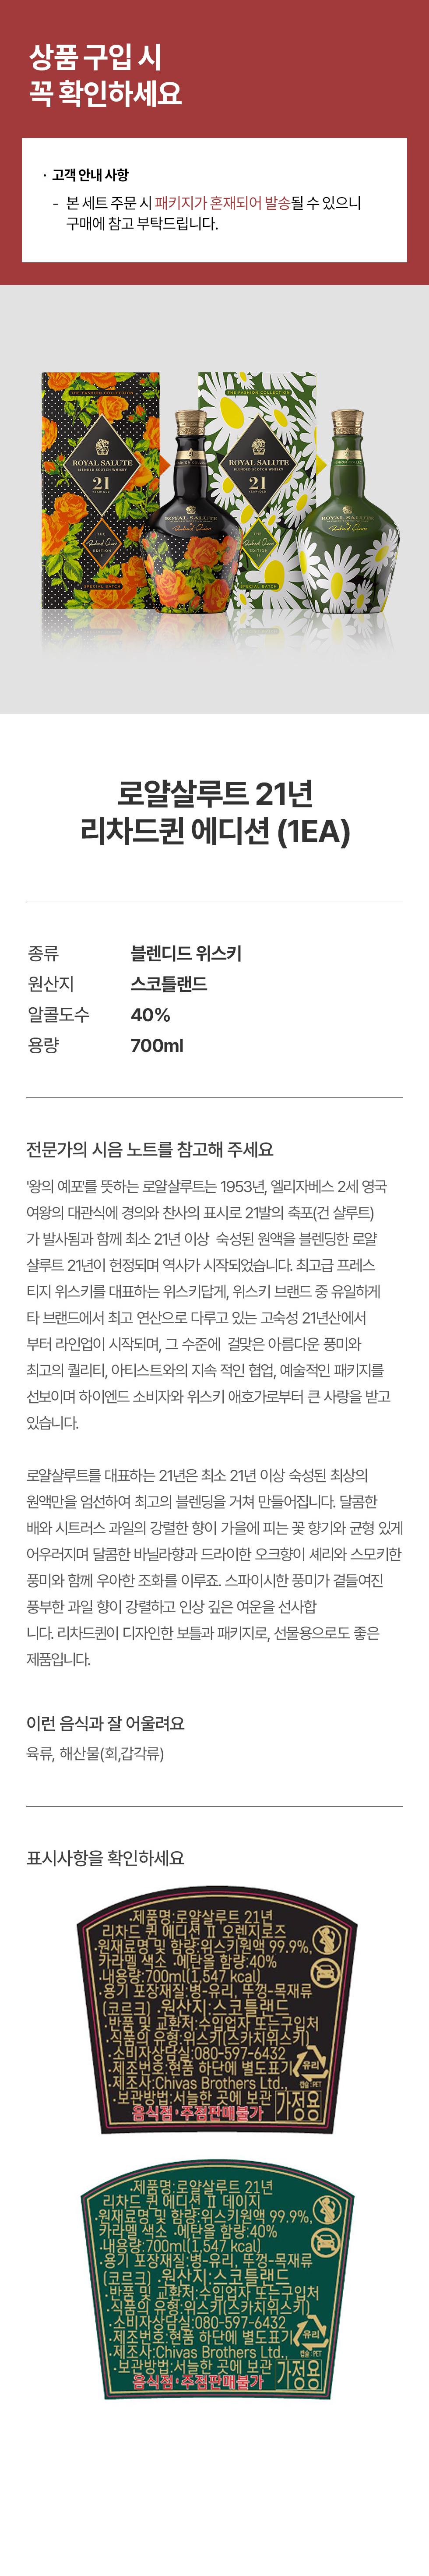 상품 구입 시
꼭 확인하세요
· 고객 안내 사항
- 본 세트 주문 시 패키지가 혼재되어 발송될 수 있으니
구매에 참고 부탁드립니다.
THE FASHION COLLECTION
ROYAL SALUTE
BLENDED SCOTCH WHISKY
21
YEARS OLD
THE
Richard Quinn
EDITION
II
SPECIAL BATCH
ROYAL SALUTE
Richard Quinn
THE FASHION COLLECTION
ROYAL SALUTE
BLENDED SCOTCH WHISKY
21
YEARS OLD
THE
Richard Quinn
EDITION
II
SPECIAL BATCH
ROYAL SALUTE
Richard Quinn
로얄살루트 21년
리차드퀸 에디션 (1EA)
종류 블렌디드 위스키
원산지 스코틀랜드
알콜도수 40%
용량 700ml
전문가의 시음 노트를 참고해 주세요
'왕의 예포'를 뜻하는 로얄살루트는 1953년, 엘리자베스 2세 영국
여왕의 대관식에 경의와 찬사의 표시로 21발의 축포(건 샬루트)
가 발사됨과 함께 최소 21년 이상 숙성된 원액을 블렌딩한 로얄
샬루트 21년이 헌정되며 역사가 시작되었습니다. 최고급 프레스
티지 위스키를 대표하는 위스키답게, 위스키 브랜드 중 유일하게
타 브랜드에서 최고 연산으로 다루고 있는 고숙성 21년산에서
부터 라인업이 시작되며, 그 수준에 걸맞은 아름다운 풍미와
최고의 퀄리티, 아티스트와의 지속 적인 협업, 예술적인 패키지를
선보이며 하이엔드 소비자와 위스키 애호가로부터 큰 사랑을 받고
있습니다.
로얄샬루트를 대표하는 21년은 최소 21년 이상 숙성된 최상의
원액만을 엄선하여 최고의 블렌딩을 거쳐 만들어집니다. 달콤한
배와 시트러스 과일의 강렬한 향이 가을에 피는 꽃 향기와 균형 있게
어우러지며 달콤한 바닐라향과 드라이한 오크향이 셰리와 스모키한
풍미와 함께 우아한 조화를 이루죠. 스파이시한 풍미가 곁들여진
풍부한 과일 향이 강렬하고 인상 깊은 여운을 선사합
니다. 리차드퀸이 디자인한 보틀과 패키지로, 선물용으로도 좋은
제품입니다.
이런 음식과 잘 어울려요
육류, 해산물(회,갑각류)
표시사항을 확인하세요
·제품명:로얄살루트 21년
리차드 퀸 에디션 II 오렌지로즈
·원재료명 및 함량:위스키원액 99.9%,
카라멜 색소 ·에탄올 함량:40%
·내용량:700ml(1,547 kcal)
·용기 포장재질:병-유리, 뚜껑-목재류
(코르크) ·원산지:스코틀랜드
·반품 및 교환처:수입업자 또는구입처
·식품의 유형:위스키(스카치위스키)
·소비자상담실:080-597-6432
·제조번호:현품 하단에 별도표기
·제조사:Chivas Brothers Ltd.,
·보관방법:서늘한 곳에 보관
유리
캡슐:PET
음식점·주점판매불가
가정용
·제품명:로얄살루트 21년
리차드 퀸 에디션 II 데이지
·원재료명 및 함량:위스키원액 99.9%,
카라멜 색소 ·에탄올 함량:40%
·내용량:700ml(1,547 kcal)
·용기 포장재질:병-유리, 뚜껑-목재류
(코르크) ·원산지:스코틀랜드
·반품 및 교환처:수입업자 또는구입처
·식품의 유형:위스키(스카치위스키)
·소비자상담실:080-597-6432
·제조번호:현품 하단에 별도표기
·제조사:Chivas Brothers Ltd.,
·보관방법:서늘한 곳에 보관
유리
캡슐:PET
음식점·주점판매불가
가정용